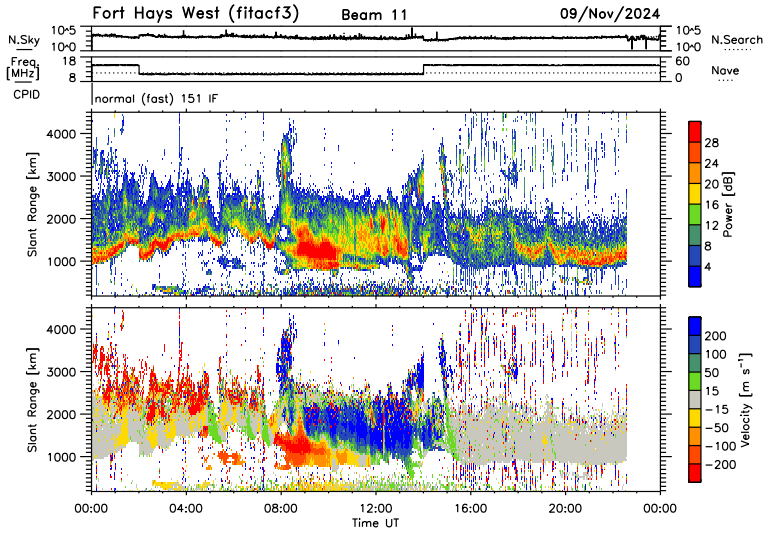 Fort Hays West (fitacf3) Beam 11 09/Nov/2024
N.Sky 10^5 10^0 10^5 10^0 N.Search
Freq. [MHz] 18 8 60 0 Nave
CPID normal (fast) 151 IF
Slant Range [km] 4000 3000 2000 1000
Power [dB] 28 24 20 16 12 8 4
Slant Range [km] 4000 3000 2000 1000
Velocity [m s⁻¹] 200 100 50 15 −15 −50 −100 −200
00:00 04:00 08:00 12:00 16:00 20:00 00:00
Time UT